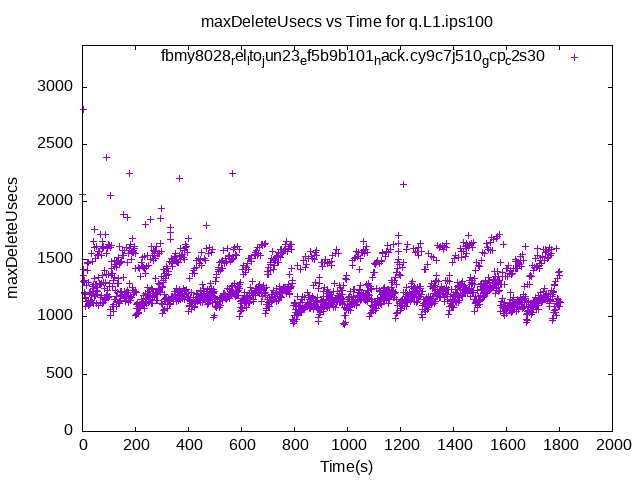 maxDeleteUsecs vs Time for q.L1.ips100
fbmy8028relltojun23ef5b9b101hack.cy9c7j510gcpc2s30
3000
2500
2000
1500
1000
500
0
maxDeleteUsecs
0 200 400 600 800 1000 1200 1400 1600 1800 2000
Time(s)